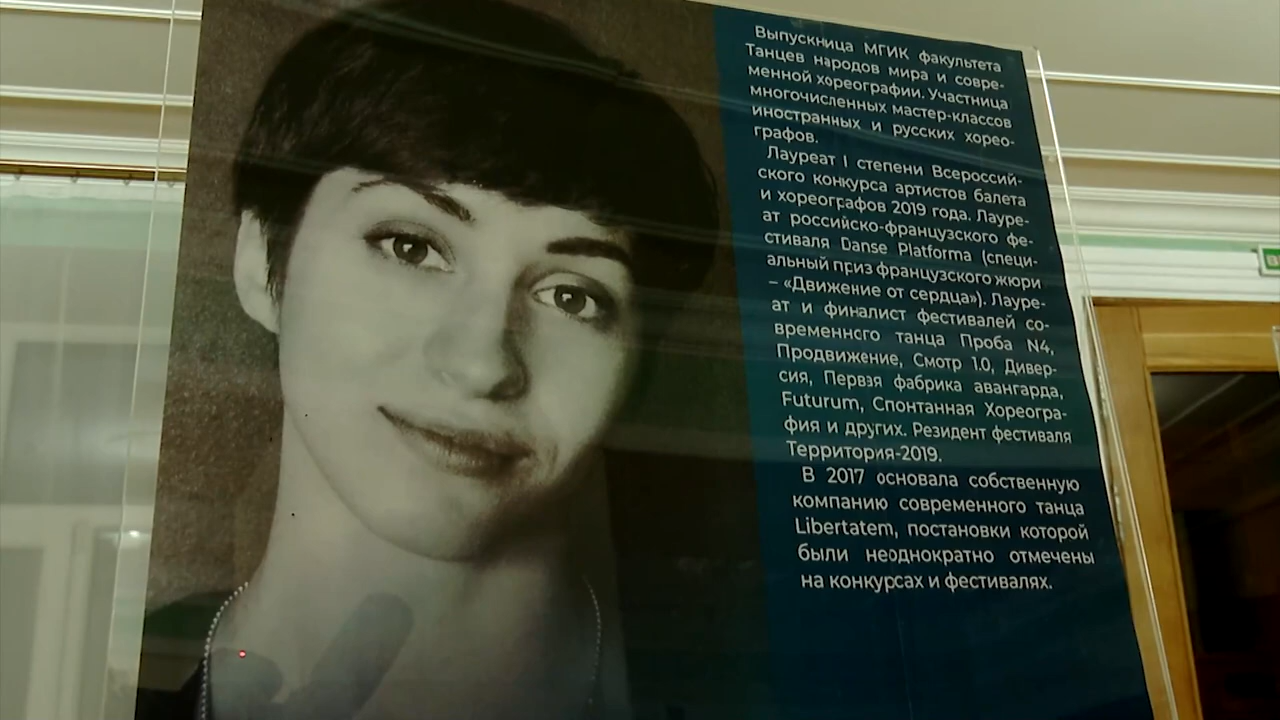 Выпускница МГИК факультета
Танцев народов мира и совре-
менной хореографии. Участница
многочисленных мастер-классов
иностранных и русских хорео-
графов.
Лауреат I степени Всероссий-
ского конкурса артистов балета
и хореографов 2019 года. Лауре-
ат российско-французского фе-
стиваля Danse Platforma (специ-
альный приз французского жюри
– «Движение от сердца»). Лауре-
ат и финалист фестивалей со-
временного танца Проба N4,
Продвижение, Смотр 1.0, Дивер-
сия, Первая фабрика авангарда,
Futurum, Спонтанная Хореогра-
фия и других. Резидент фестиваля
Территория-2019.
В 2017 основала собственную
компанию современного танца
Libertatem, постановки которой
были неоднократно отмечены
на конкурсах и фестивалях.